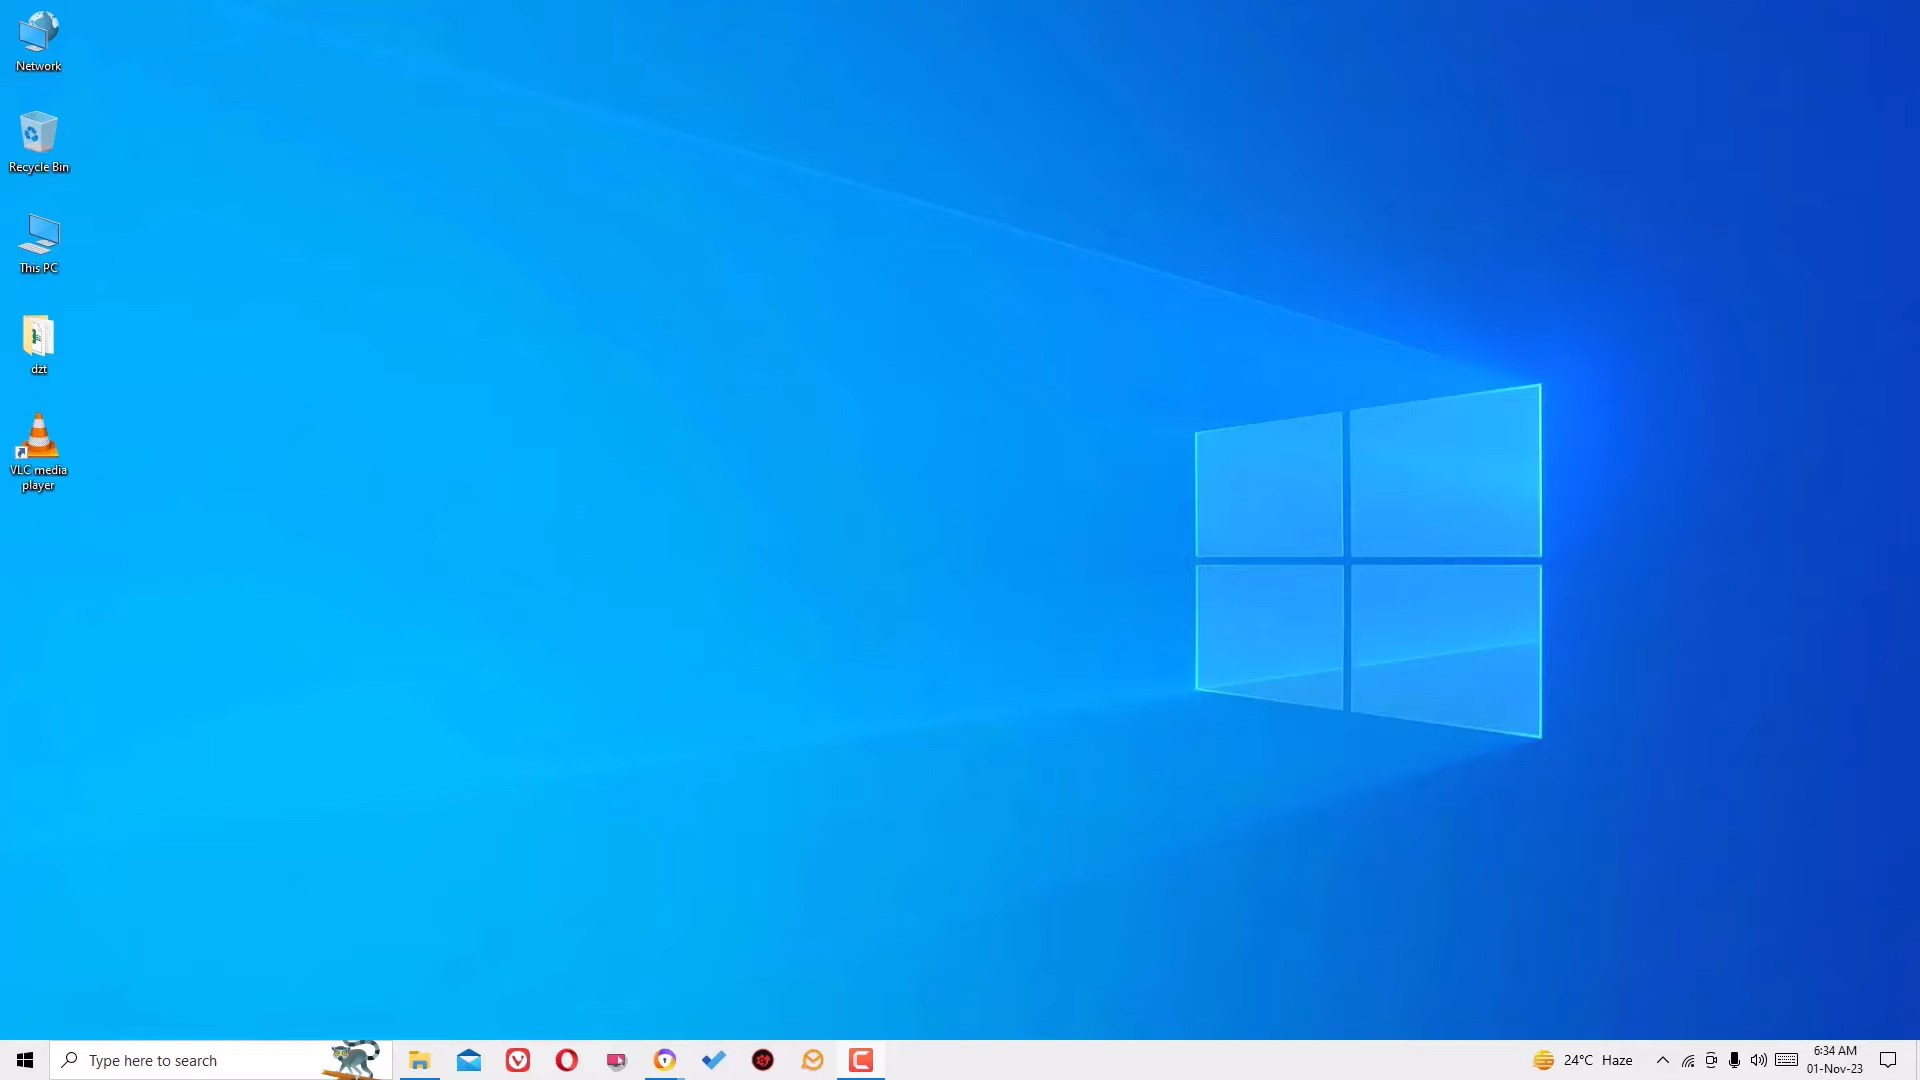 Network
Recycle Bin
This PC
dzt
VLC media
player
Type here to search
24°C Haze
6:34 AM
01-Nov-23